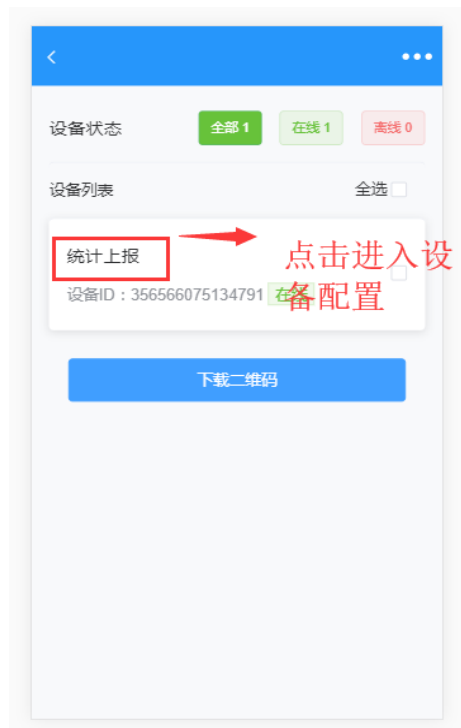 设备状态 全部 1 在线 1 离线 0
设备列表 全选
统计上报
点击进入设
备配置
设备ID：356566075134791
下载二维码